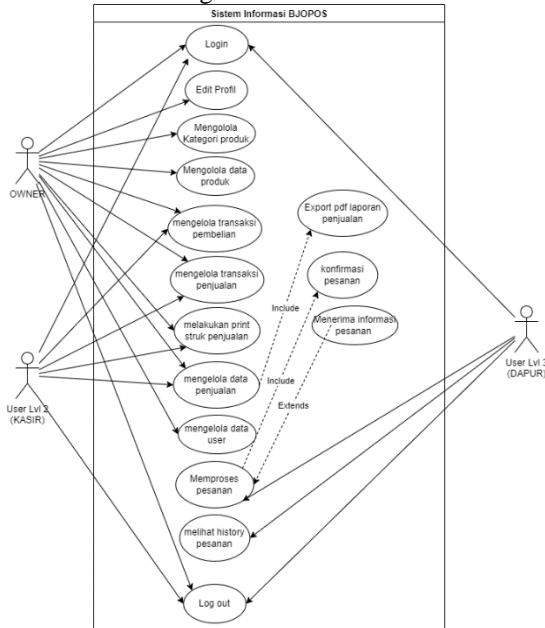 Sistem Informasi BJOPOS
Login
Edit Profil
Mengolola
Kategori produk
Mengolola data
produk
OWNER
mengelola transaksi
pembelian
Export pdf laporan
penjualan
mengelola transaksi
penjualan
konfirmasi
pesanan
Include
melakukan print
struk penjualan
Menerima informasi
pesanan
User Lvl 2
(KASIR)
User Lvl 3
(DAPUR)
mengelola data
penjualan
Include
Extends
mengelola data
user
Memproses
pesanan
melihat history
pesanan
Log out